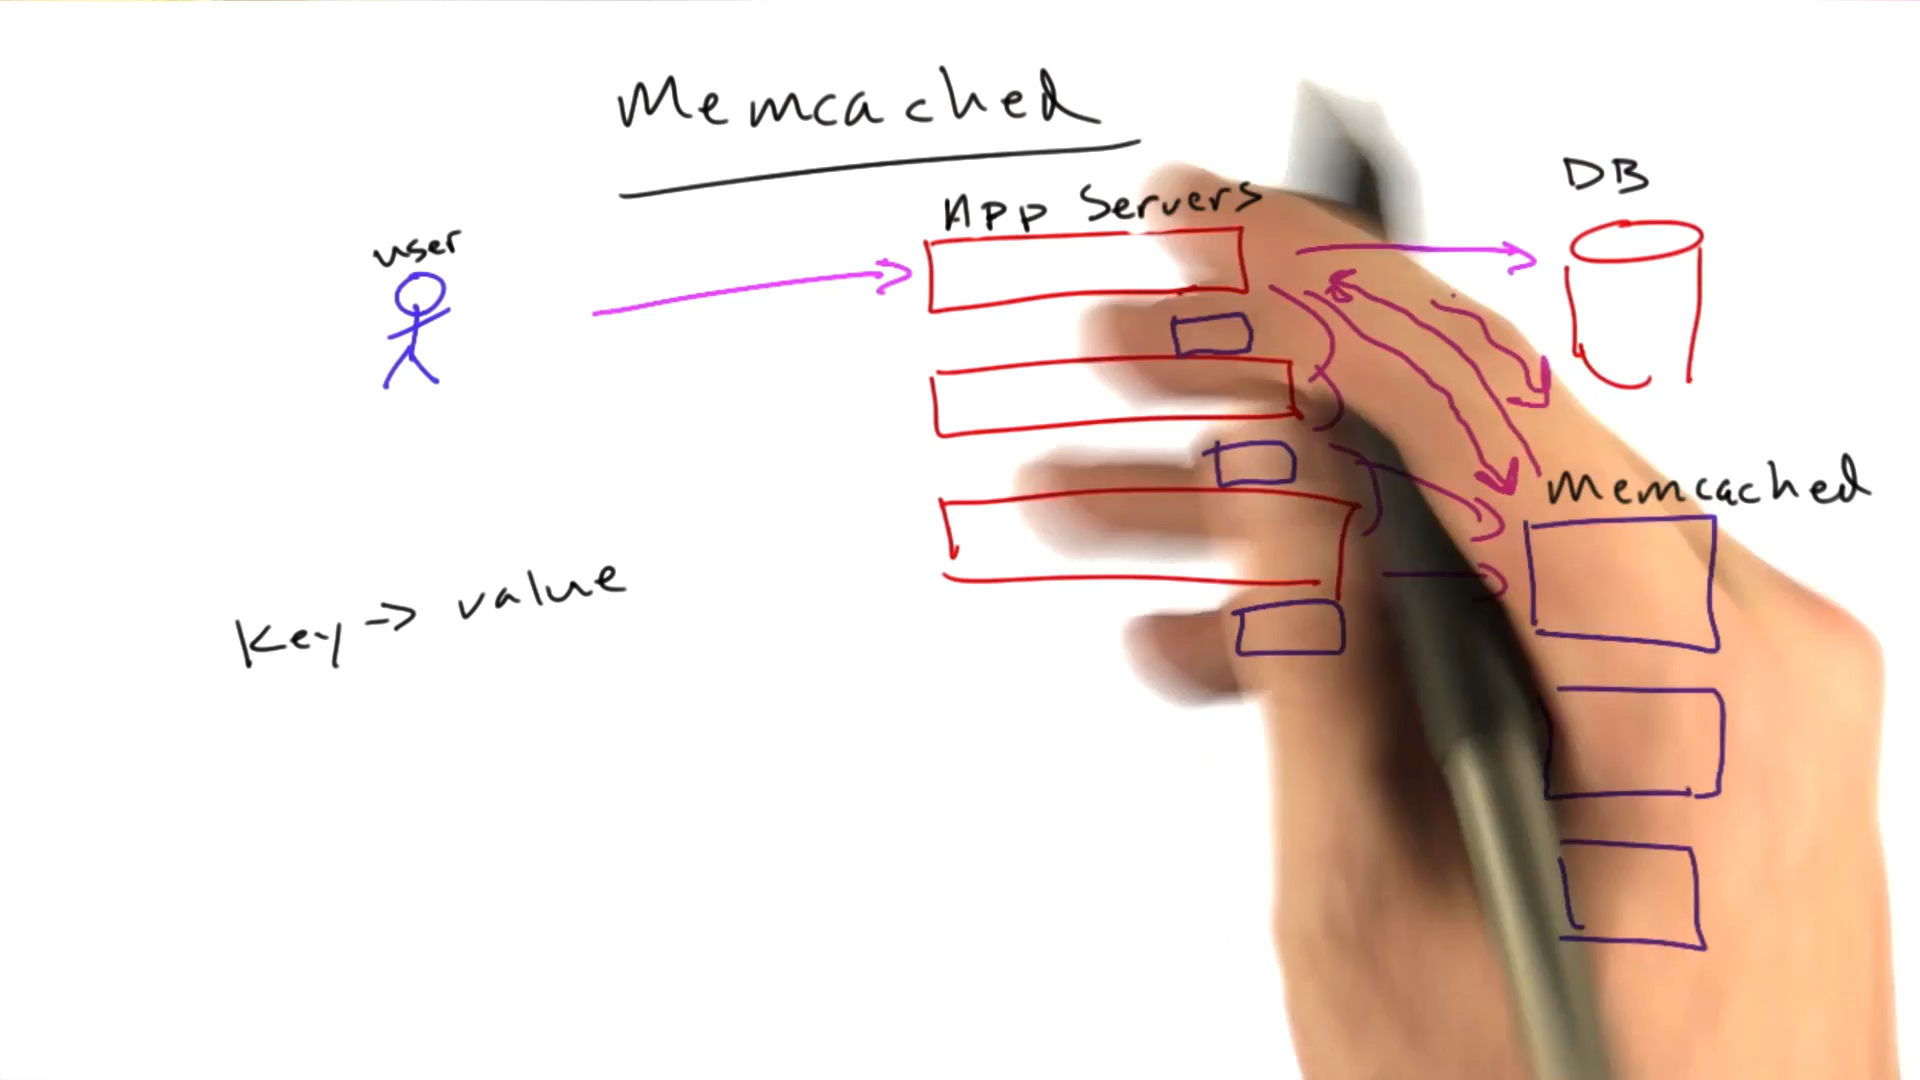 Memcached
App Servers
DB
user
Memcached
Key -> value